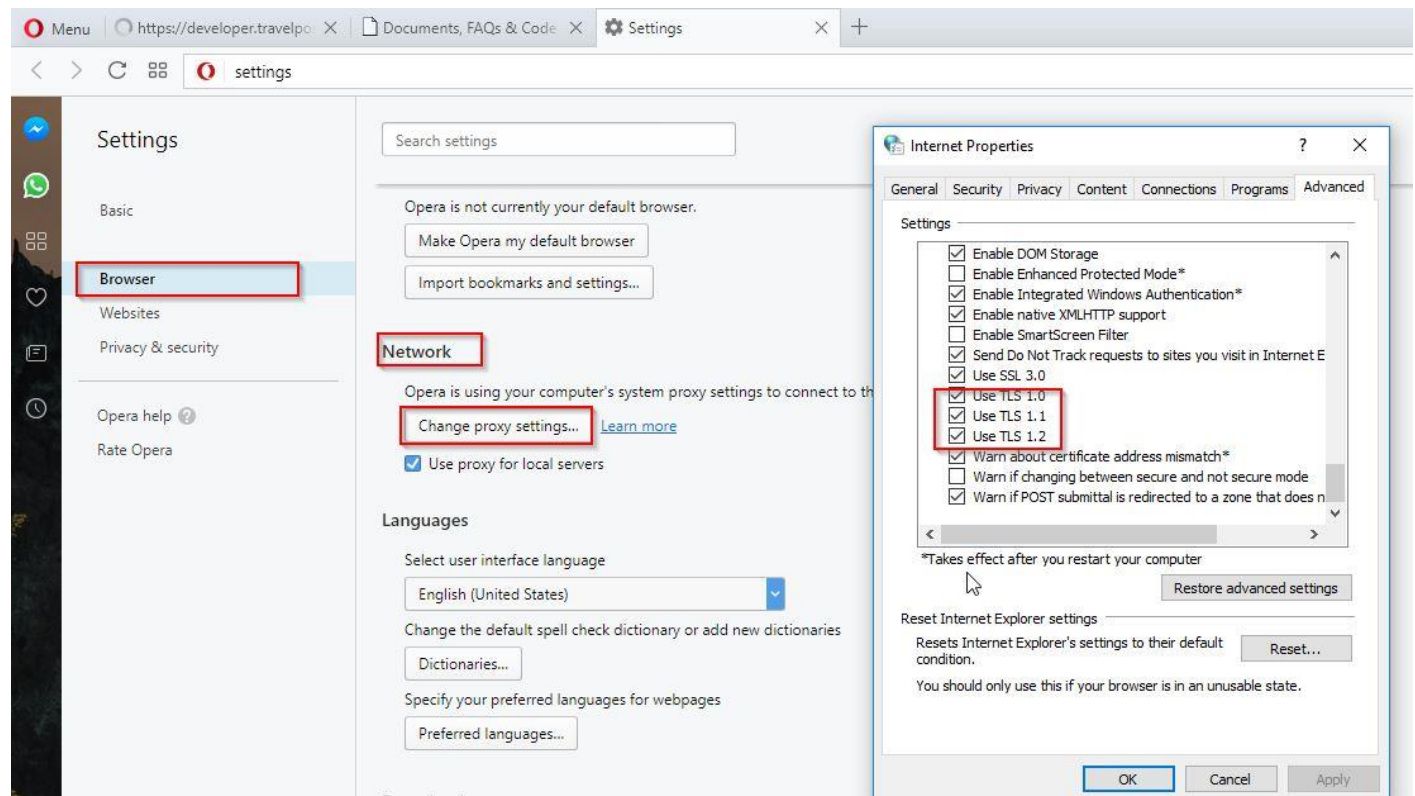 Menu
https://developer.travelpo
Documents, FAQs & Code
Settings
settings
Settings
Basic
Browser
Websites
Privacy & security
Opera help
Rate Opera
Search settings
Opera is not currently your default browser.
Make Opera my default browser
Import bookmarks and settings...
Network
Opera is using your computer's system proxy settings to connect to th
Change proxy settings... Learn more
Use proxy for local servers
Languages
Select user interface language
English (United States)
Change the default spell check dictionary or add new dictionaries
Dictionaries...
Specify your preferred languages for webpages
Preferred languages...
Internet Properties ?
General Security Privacy Content Connections Programs Advanced
Settings
Enable DOM Storage
Enable Enhanced Protected Mode*
Enable Integrated Windows Authentication*
Enable native XMLHTTP support
Enable SmartScreen Filter
Send Do Not Track requests to sites you visit in Internet E
Use SSL 3.0
Use TLS 1.0
Use TLS 1.1
Use TLS 1.2
Warn about certificate address mismatch*
Warn if changing between secure and not secure mode
Warn if POST submittal is redirected to a zone that does n
*Takes effect after you restart your computer
Restore advanced settings
Reset Internet Explorer settings
Resets Internet Explorer's settings to their default
condition.
Reset...
You should only use this if your browser is in an unusable state.
OK Cancel Apply